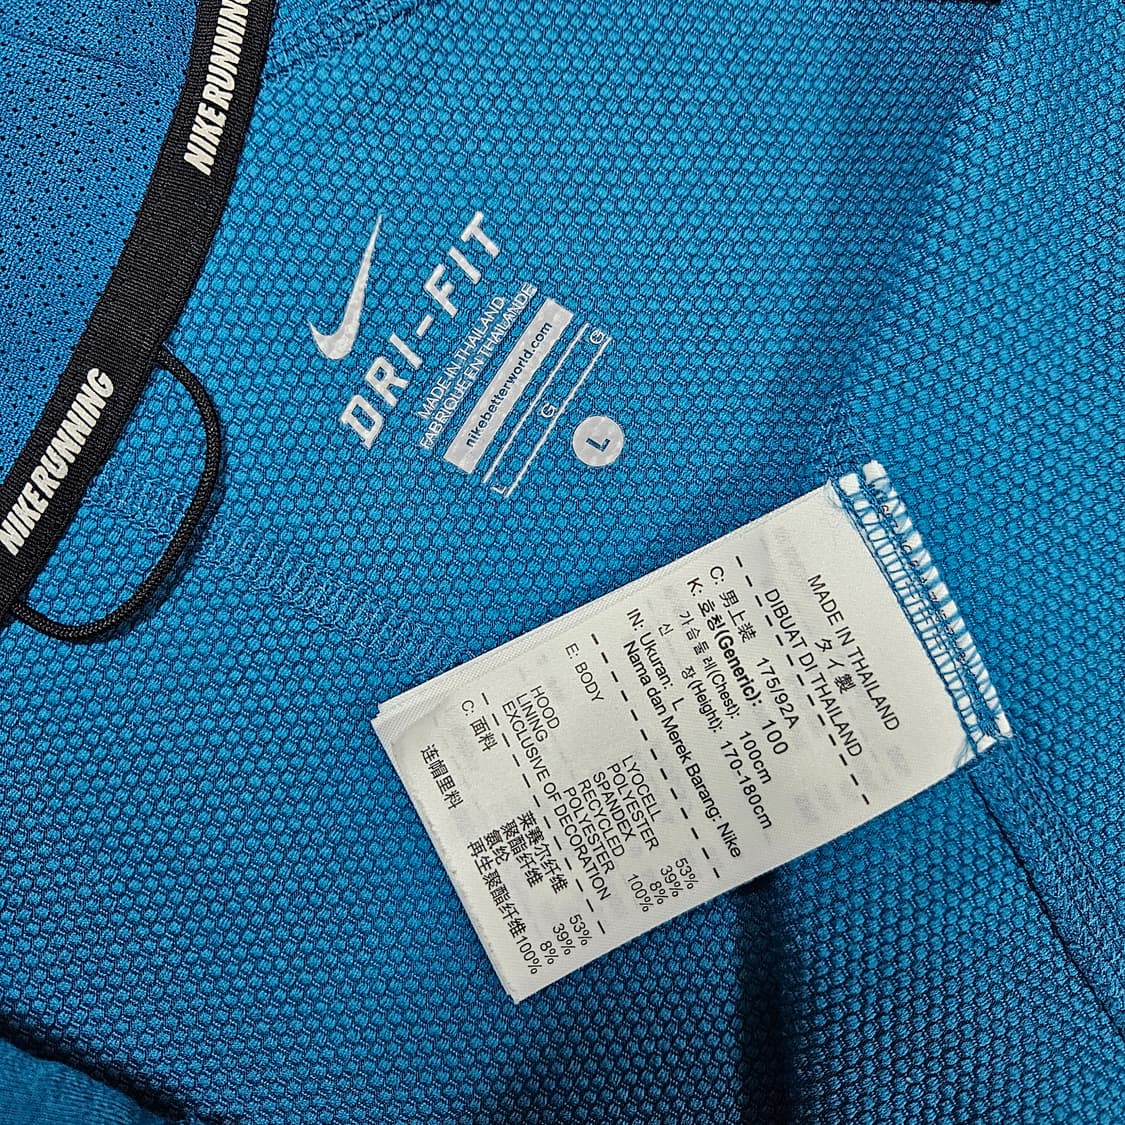 NIKE RUNNING
NIKE RUNNING
DRI-FIT
MADE IN THAILAND
FABRIQUÉ EN THAILANDE
nikebetterworld.com
L G G
L
MADE IN THAILAND
タイ製
DIBUAT DI THAILAND
C: 男上装 175/92A
K: 호칭(Generic): 100
가슴둘레(Chest): 100cm
신 장(Height): 170-180cm
IN: Ukuran: L
Nama dan Merek Barang: Nike
E: BODY LYOCELL 53%
POLYESTER 39%
SPANDEX 8%
HOOD RECYCLED
LINING POLYESTER 100%
EXCLUSIVE OF DECORATION
C: 面料 莱赛尔纤维 53%
聚酯纤维 39%
氨纶 8%
连帽里料 再生聚酯纤维100%